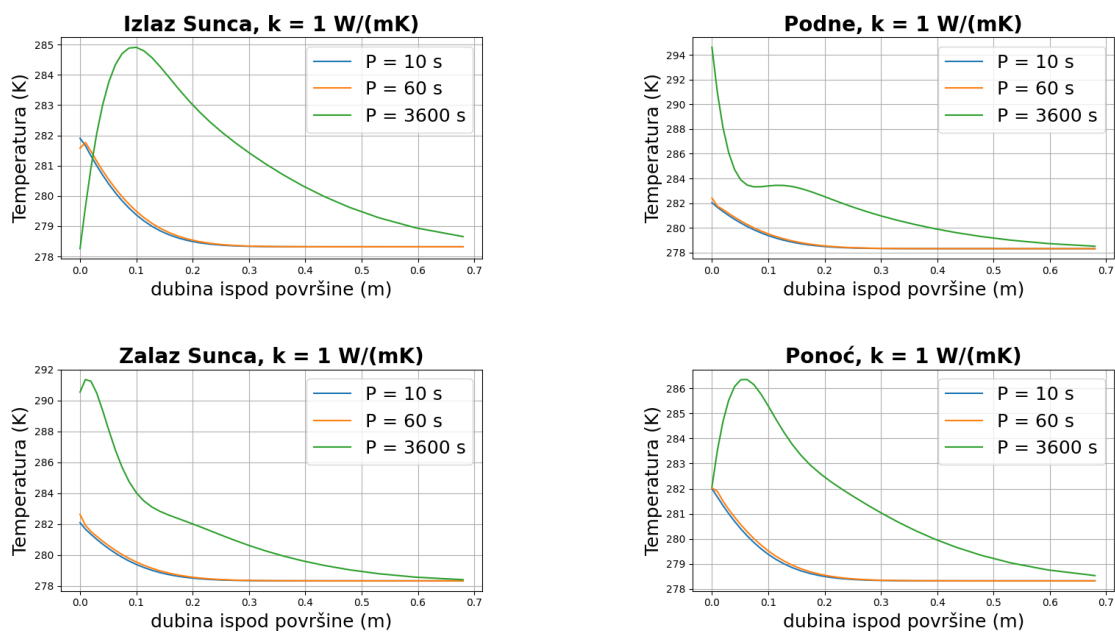 Izlaz Sunca, k = 1 W/(mK)
Temperatura (K)
285
284
283
282
281
280
279
278
P = 10 s
P = 60 s
P = 3600 s
0.0 0.1 0.2 0.3 0.4 0.5 0.6 0.7
dubina ispod površine (m)
Podne, k = 1 W/(mK)
Temperatura (K)
294
292
290
288
286
284
282
280
278
P = 10 s
P = 60 s
P = 3600 s
0.0 0.1 0.2 0.3 0.4 0.5 0.6 0.7
dubina ispod površine (m)
Zalaz Sunca, k = 1 W/(mK)
Temperatura (K)
292
290
288
286
284
282
280
278
P = 10 s
P = 60 s
P = 3600 s
0.0 0.1 0.2 0.3 0.4 0.5 0.6 0.7
dubina ispod površine (m)
Ponoć, k = 1 W/(mK)
Temperatura (K)
286
285
284
283
282
281
280
279
278
P = 10 s
P = 60 s
P = 3600 s
0.0 0.1 0.2 0.3 0.4 0.5 0.6 0.7
dubina ispod površine (m)